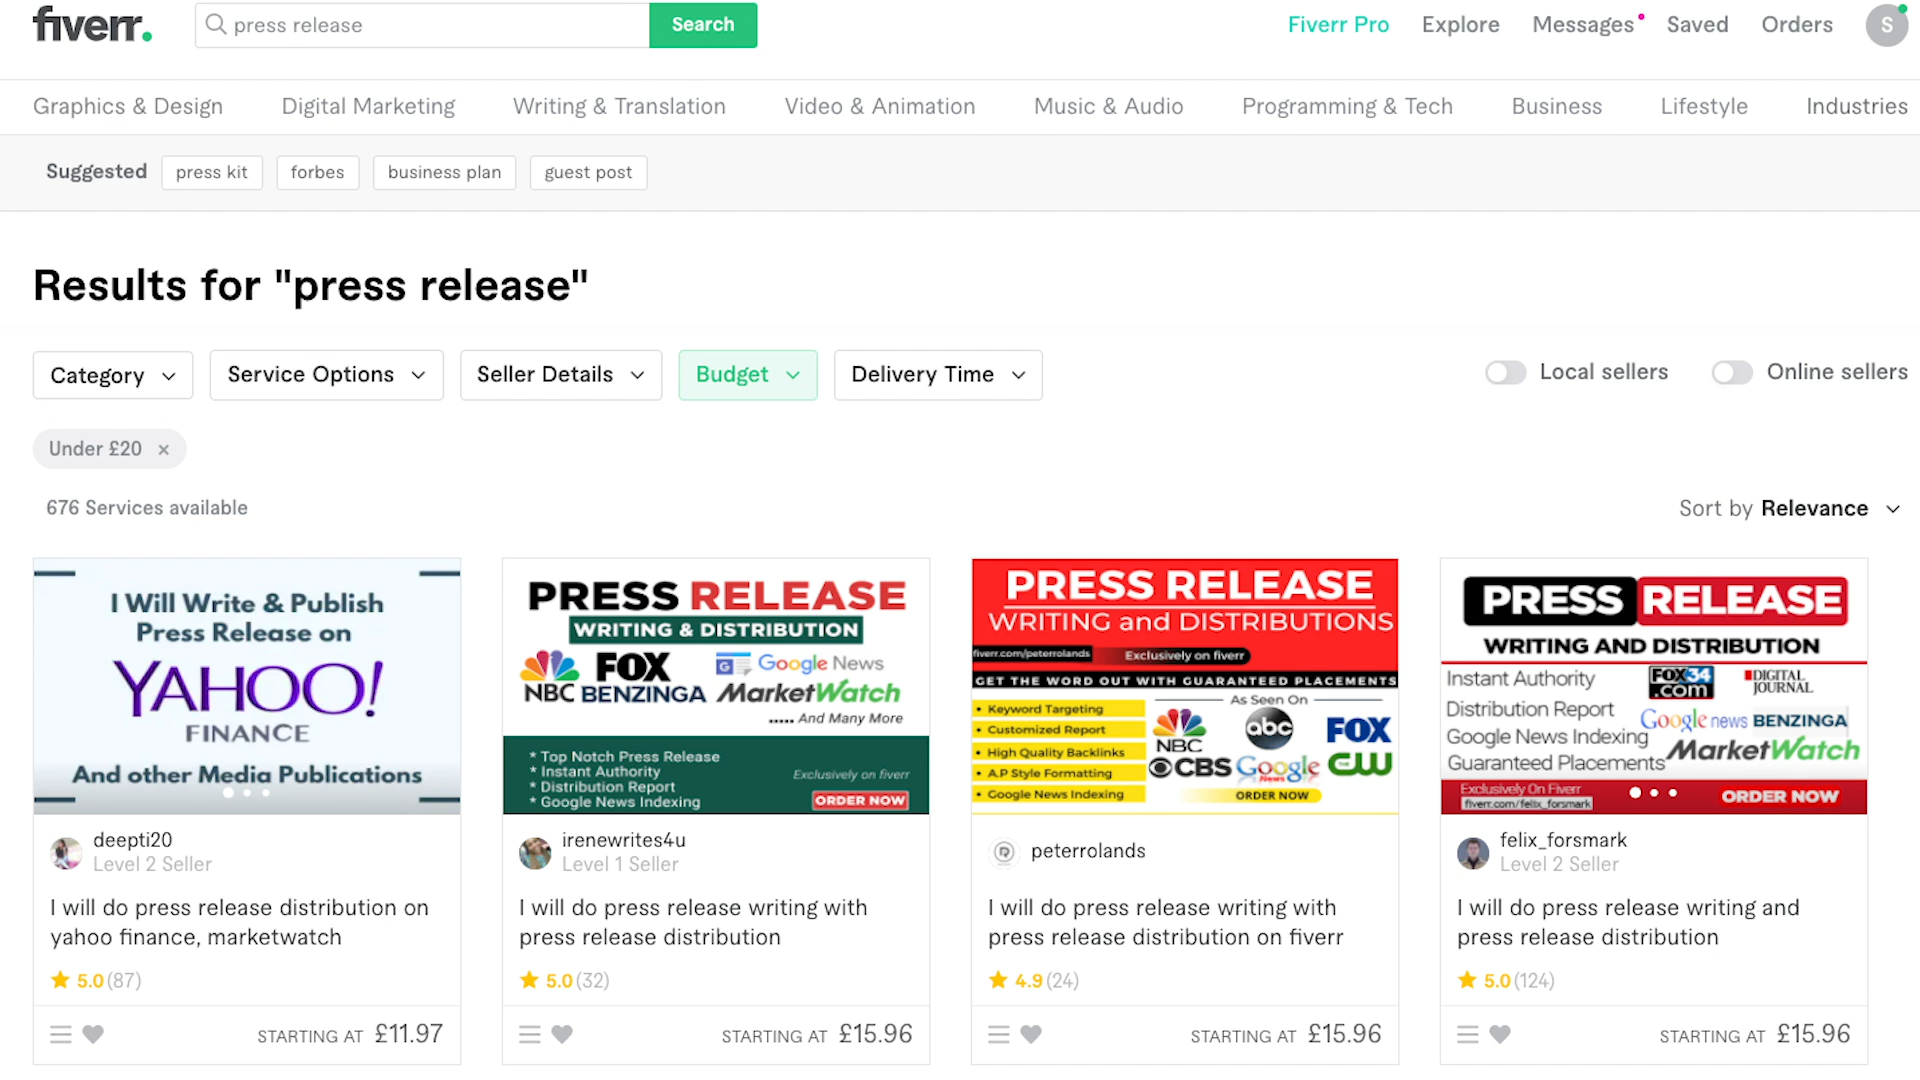 fiverr.
press release
Search
Fiverr Pro
Explore
Messages
Saved
Orders
S
Graphics & Design
Digital Marketing
Writing & Translation
Video & Animation
Music & Audio
Programming & Tech
Business
Lifestyle
Industries
Suggested
press kit
forbes
business plan
guest post
Results for "press release"
Category
Service Options
Seller Details
Budget
Delivery Time
Local sellers
Online sellers
Under £20 ×
676 Services available
Sort by Relevance
I Will Write & Publish
Press Release on
YAHOO!
FINANCE
And other Media Publications
deepti20
Level 2 Seller
I will do press release distribution on
yahoo finance, marketwatch
5.0 (87)
STARTING AT £11.97
PRESS RELEASE
WRITING & DISTRIBUTION
NBC FOX BENZINGA
Google News
MarketWatch
..... And Many More
* Top Notch Press Release
* Instant Authority
* Distribution Report
* Google News Indexing
Exclusively on fiverr
ORDER NOW
irenewrites4u
Level 1 Seller
I will do press release writing with
press release distribution
5.0 (32)
STARTING AT £15.96
PRESS RELEASE
WRITING and DISTRIBUTIONS
fiverr.com/peterrolands
Exclusively on fiverr
GET THE WORD OUT WITH GUARANTEED PLACEMENTS
• Keyword Targeting
• Customized Report
• High Quality Backlinks
• A.P Style Formatting
• Google News Indexing
As Seen On
NBC
abc
FOX
CBS
Google News
CW
ORDER NOW
peterrolands
I will do press release writing with
press release distribution on fiverr
4.9 (24)
STARTING AT £15.96
PRESS RELEASE
WRITING AND DISTRIBUTION
Instant Authority
Distribution Report
Google News Indexing
Guaranteed Placements
FOX34
.com
DIGITAL
JOURNAL
Google news
BENZINGA
MarketWatch
Exclusively On Fiverr
fiverr.com/felix_forsmark
ORDER NOW
felix_forsmark
Level 2 Seller
I will do press release writing and
press release distribution
5.0 (124)
STARTING AT £15.96